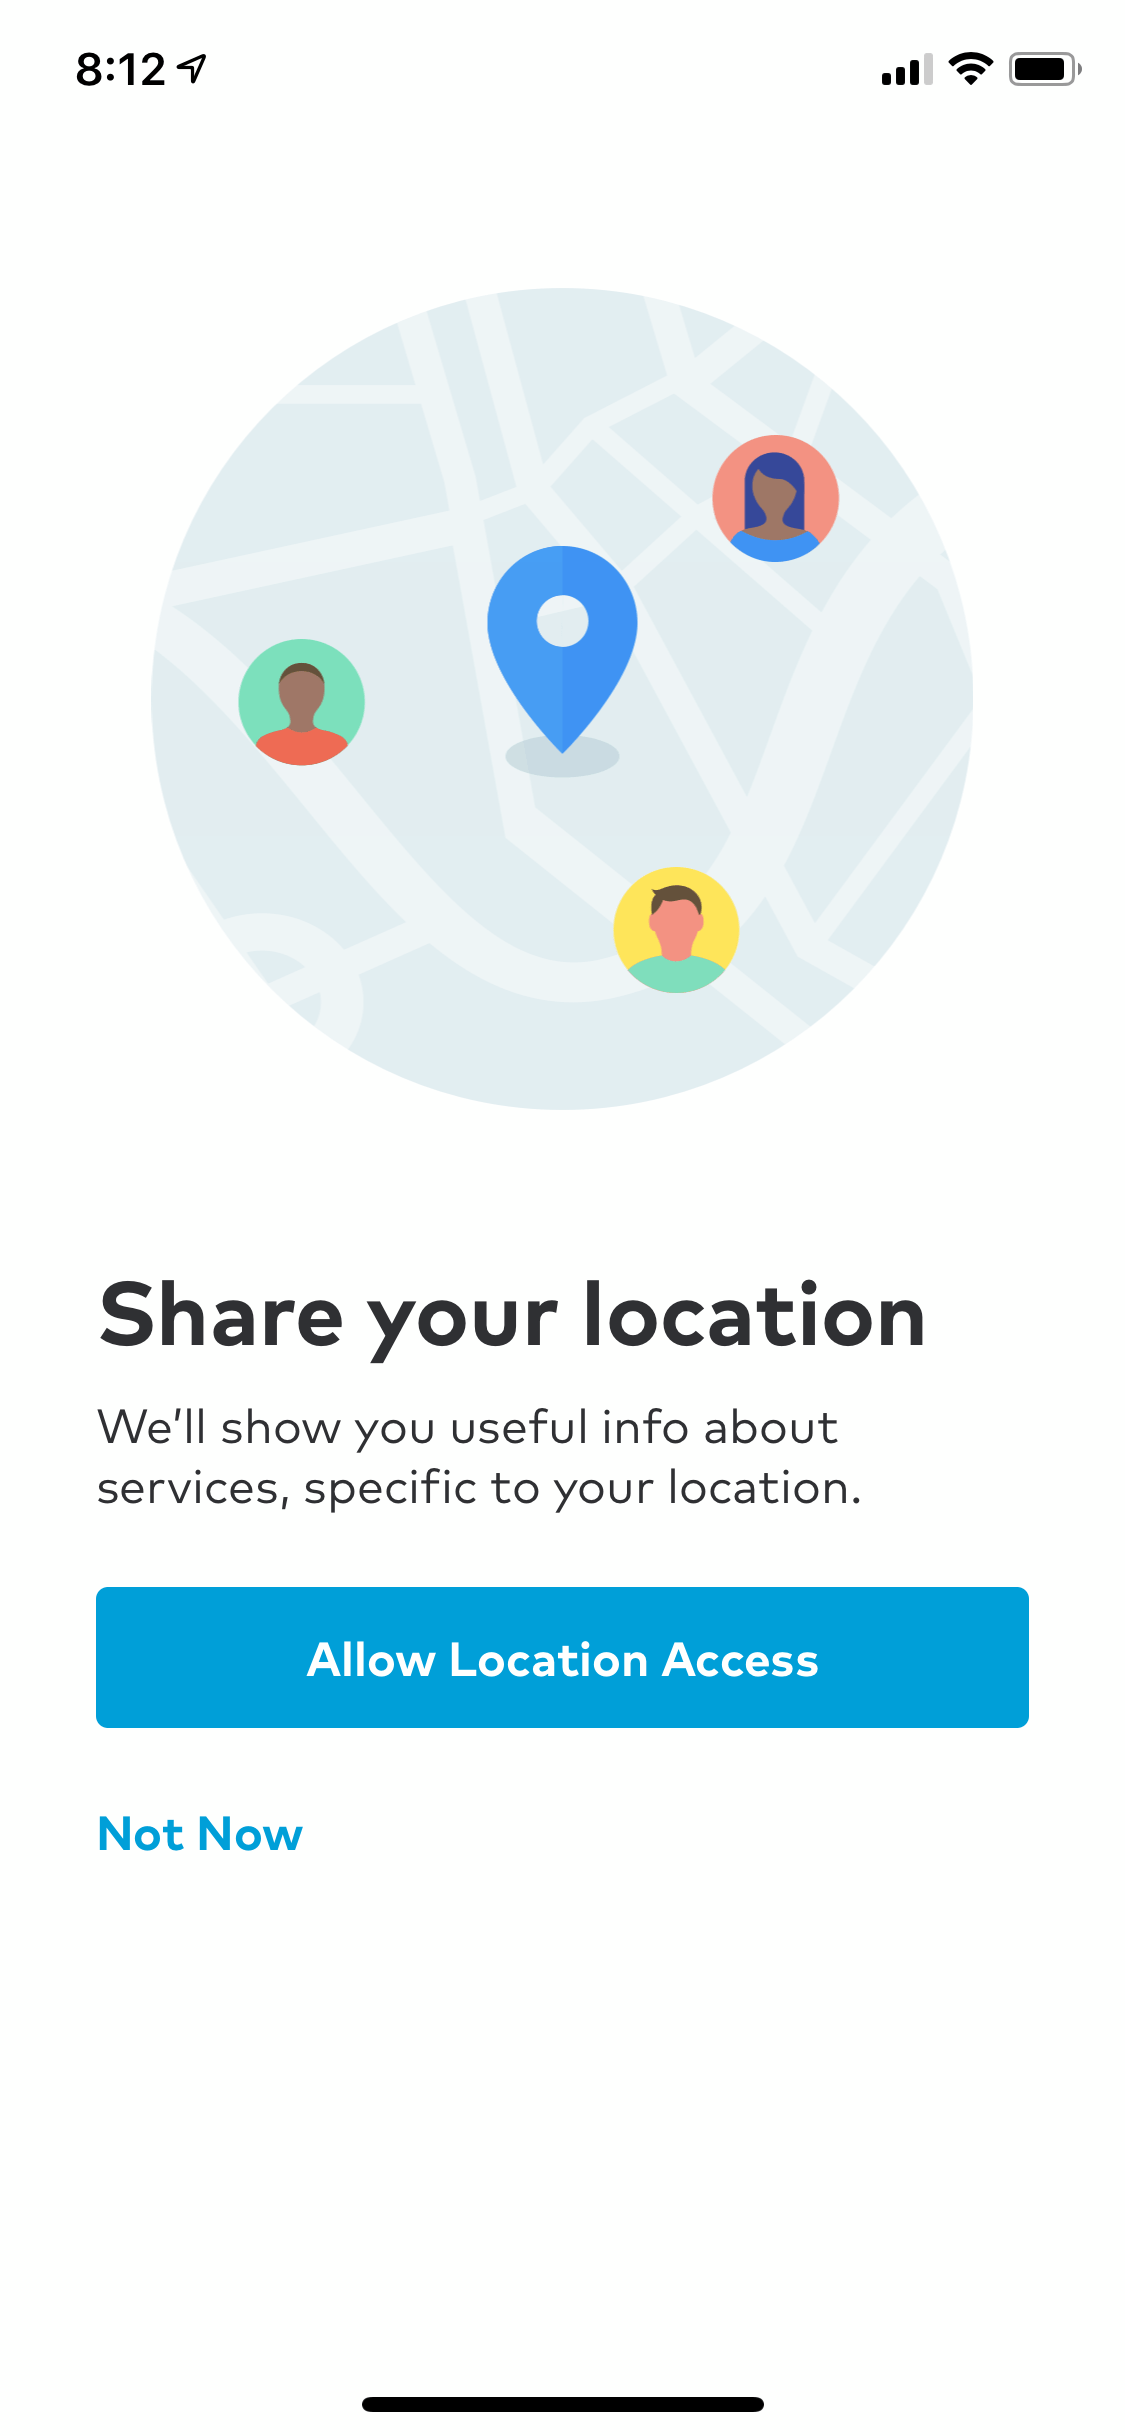 8:12
Share your location
We'll show you useful info about
services, specific to your location.
Allow Location Access
Not Now